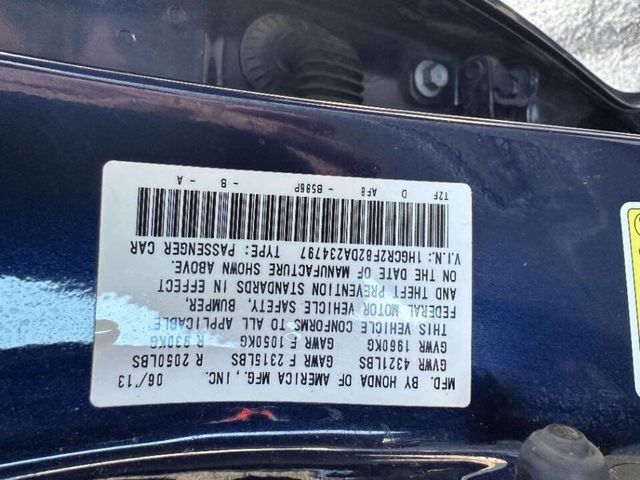 MFD. BY HONDA OF AMERICA MFG., INC. 06/13
GVWR 4321LBS GAWR F 2315LBS R 2050LBS
GVWR 1960KG GAWR F 1050KG R 930KG
THIS VEHICLE CONFORMS TO ALL APPLICABLE
FEDERAL MOTOR VEHICLE SAFETY, BUMPER,
AND THEFT PREVENTION STANDARDS IN EFFECT
ON THE DATE OF MANUFACTURE SHOWN ABOVE.
V.I.N.: 1HGCR2F82DA234797 TYPE: PASSENGER CAR
T2F D AF0 - B586P - B - A